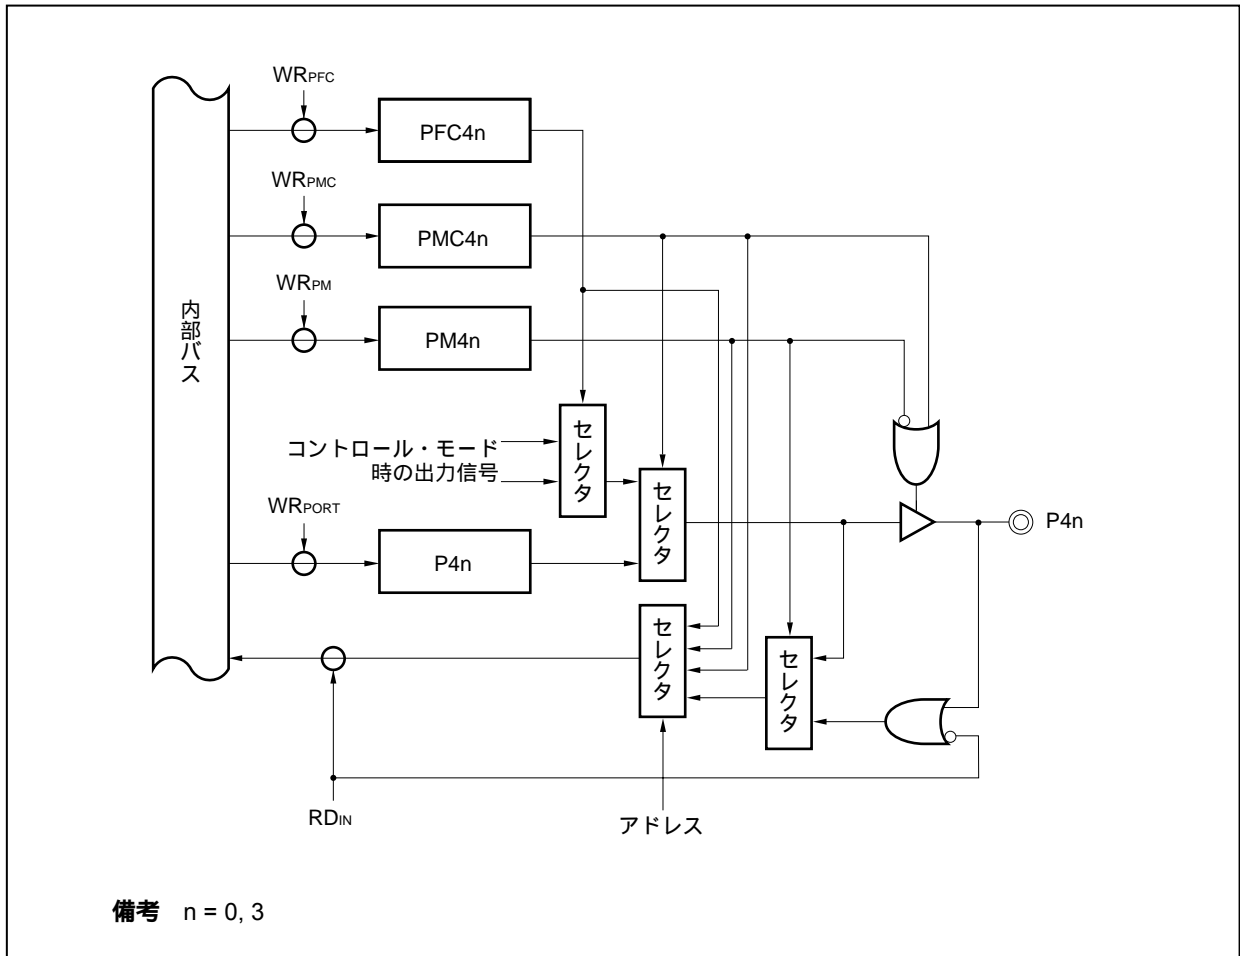 WRPFC
PFC4n
WRPMC
PMC4n
WRPM
PM4n
内部バス
セレクタ
コントロール・モード
時の出力信号
セレクタ
WRPORT
P4n
P4n
セレクタ
セレクタ
RDIN
アドレス
備考 n = 0, 3